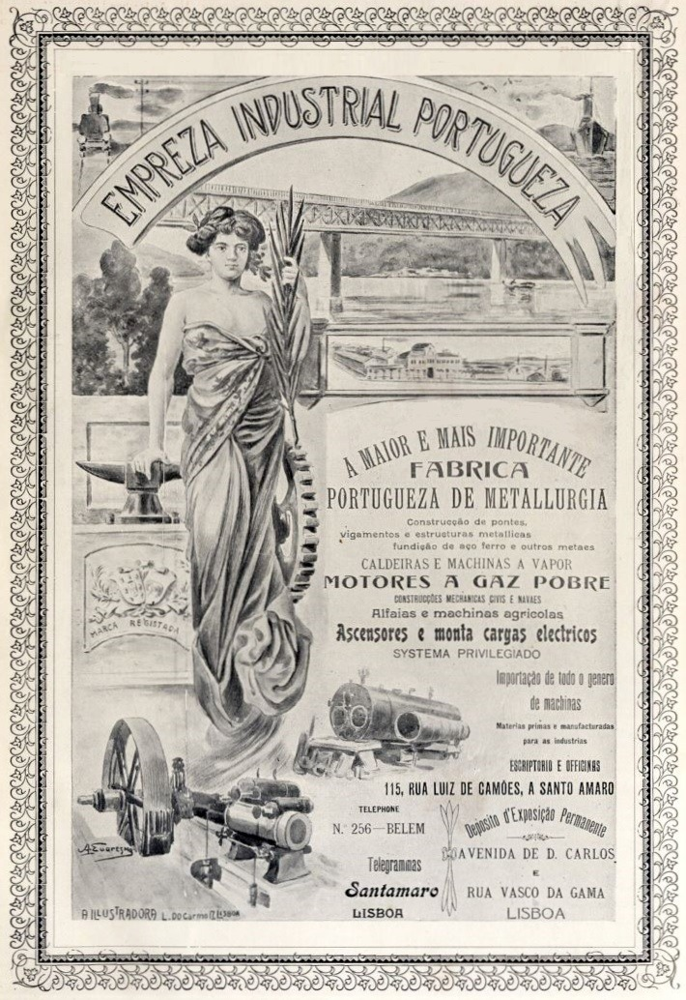 EMPREZA INDUSTRIAL PORTUGUEZA
A MAIOR E MAIS IMPORTANTE
FABRICA
PORTUGUEZA DE METALLURGIA
Construcção de pontes,
vigamentos e estructuras metallicas
fundição de aço ferro e outros metaes
CALDEIRAS E MACHINAS A VAPOR
MOTORES A GAZ POBRE
CONSTRUCÇÕES MECHANICAS CIVIS E NAVAES
Alfaias e machinas agricolas
Ascensores e monta cargas electricos
SYSTEMA PRIVILEGIADO
MARCA REGISTADA
Importação de todo o genero
de machinas
Materias primas e manufacturadas
para as industrias
ESCRIPTORIO E OFFICINAS
115, RUA LUIZ DE CAMÕES, A SANTO AMARO
TELEPHONE
N.º 256—BELEM
Telegrammas
Santamaro
LISBOA
Deposito d'Exposição Permanente
AVENIDA DE D. CARLOS
E
RUA VASCO DA GAMA
LISBOA
A ILLUSTRADORA L. DO Carmo LISBOA